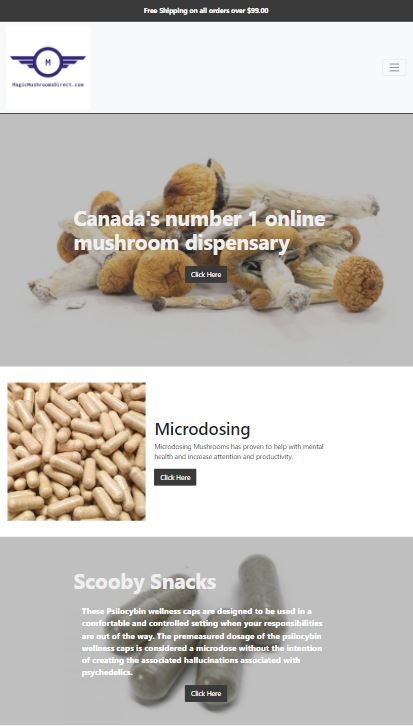 Free Shipping on all orders over $99.00
M
MagicMushroomsDirect.com
Canada's number 1 online
mushroom dispensary
Click Here
Microdosing
Microdosing Mushrooms has proven to help with mental
health and increase attention and productivity.
Click Here
Scooby Snacks
These Psilocybin wellness caps are designed to be used in a
comfortable and controlled setting when your responsibilities
are out of the way. The premeasured dosage of the psilocybin
wellness caps is considered a microdose without the intention
of creating the associated hallucinations associated with
psychedelics.
Click Here